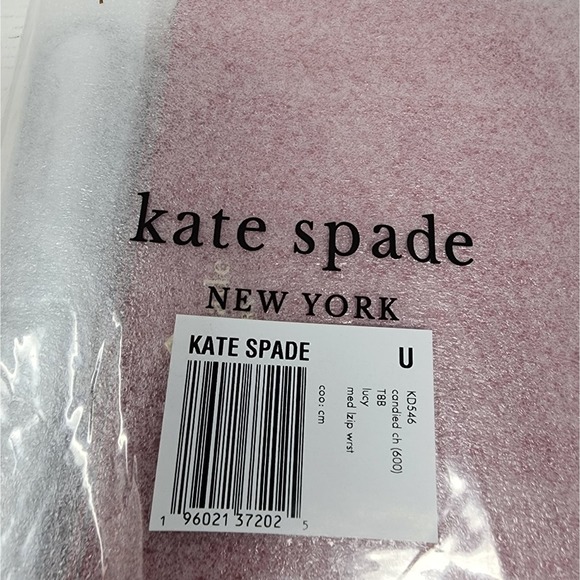 kate spade
NEW YORK
KATE SPADE U
KD546
candied ch (600)
TBB
lucy
med lzip wrst
coo: cm
1 96021 37202 5